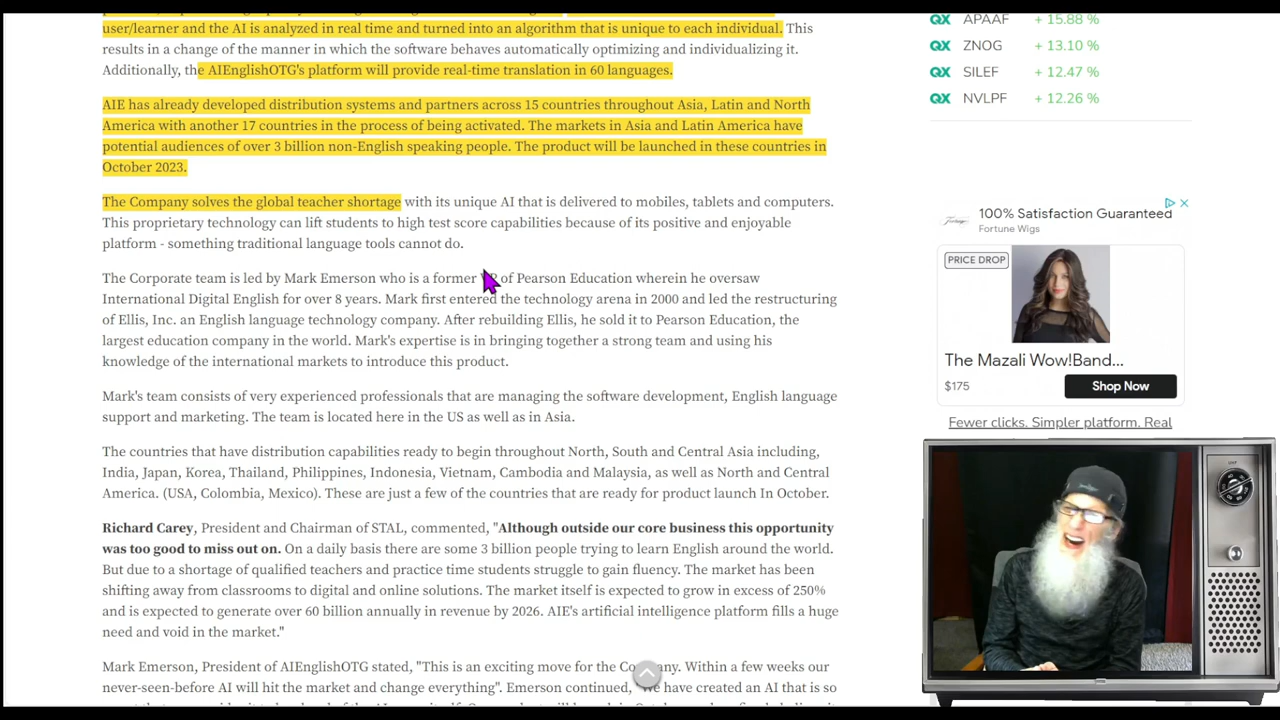 user/learner and the AI is analyzed in real time and turned into an algorithm that is unique to each individual. This
results in a change of the manner in which the software behaves automatically optimizing and individualizing it.
Additionally, the AIEnglishOTG's platform will provide real-time translation in 60 languages.
AIE has already developed distribution systems and partners across 15 countries throughout Asia, Latin and North
America with another 17 countries in the process of being activated. The markets in Asia and Latin America have
potential audiences of over 3 billion non-English speaking people. The product will be launched in these countries in
October 2023.
The Company solves the global teacher shortage with its unique AI that is delivered to mobiles, tablets and computers.
This proprietary technology can lift students to high test score capabilities because of its positive and enjoyable
platform - something traditional language tools cannot do.
The Corporate team is led by Mark Emerson who is a former VP of Pearson Education wherein he oversaw
International Digital English for over 8 years. Mark first entered the technology arena in 2000 and led the restructuring
of Ellis, Inc. an English language technology company. After rebuilding Ellis, he sold it to Pearson Education, the
largest education company in the world. Mark's expertise is in bringing together a strong team and using his
knowledge of the international markets to introduce this product.
Mark's team consists of very experienced professionals that are managing the software development, English language
support and marketing. The team is located here in the US as well as in Asia.
The countries that have distribution capabilities ready to begin throughout North, South and Central Asia including,
India, Japan, Korea, Thailand, Philippines, Indonesia, Vietnam, Cambodia and Malaysia, as well as North and Central
America. (USA, Colombia, Mexico). These are just a few of the countries that are ready for product launch In October.
Richard Carey, President and Chairman of STAL, commented, "Although outside our core business this opportunity
was too good to miss out on. On a daily basis there are some 3 billion people trying to learn English around the world.
But due to a shortage of qualified teachers and practice time students struggle to gain fluency. The market has been
shifting away from classrooms to digital and online solutions. The market itself is expected to grow in excess of 250%
and is expected to generate over 60 billion annually in revenue by 2026. AIE's artificial intelligence platform fills a huge
need and void in the market."
Mark Emerson, President of AIEnglishOTG stated, "This is an exciting move for the Company. Within a few weeks our
never-seen-before AI will hit the market and change everything". Emerson continued, "We have created an AI that is so
QX APAAF + 15.88 %
QX ZNOG + 13.10 %
QX SILEF + 12.47 %
QX NVLPF + 12.26 %
100% Satisfaction Guaranteed
Fortune Wigs
PRICE DROP
The Mazali Wow!Band...
$175 Shop Now
Fewer clicks. Simpler platform. Real